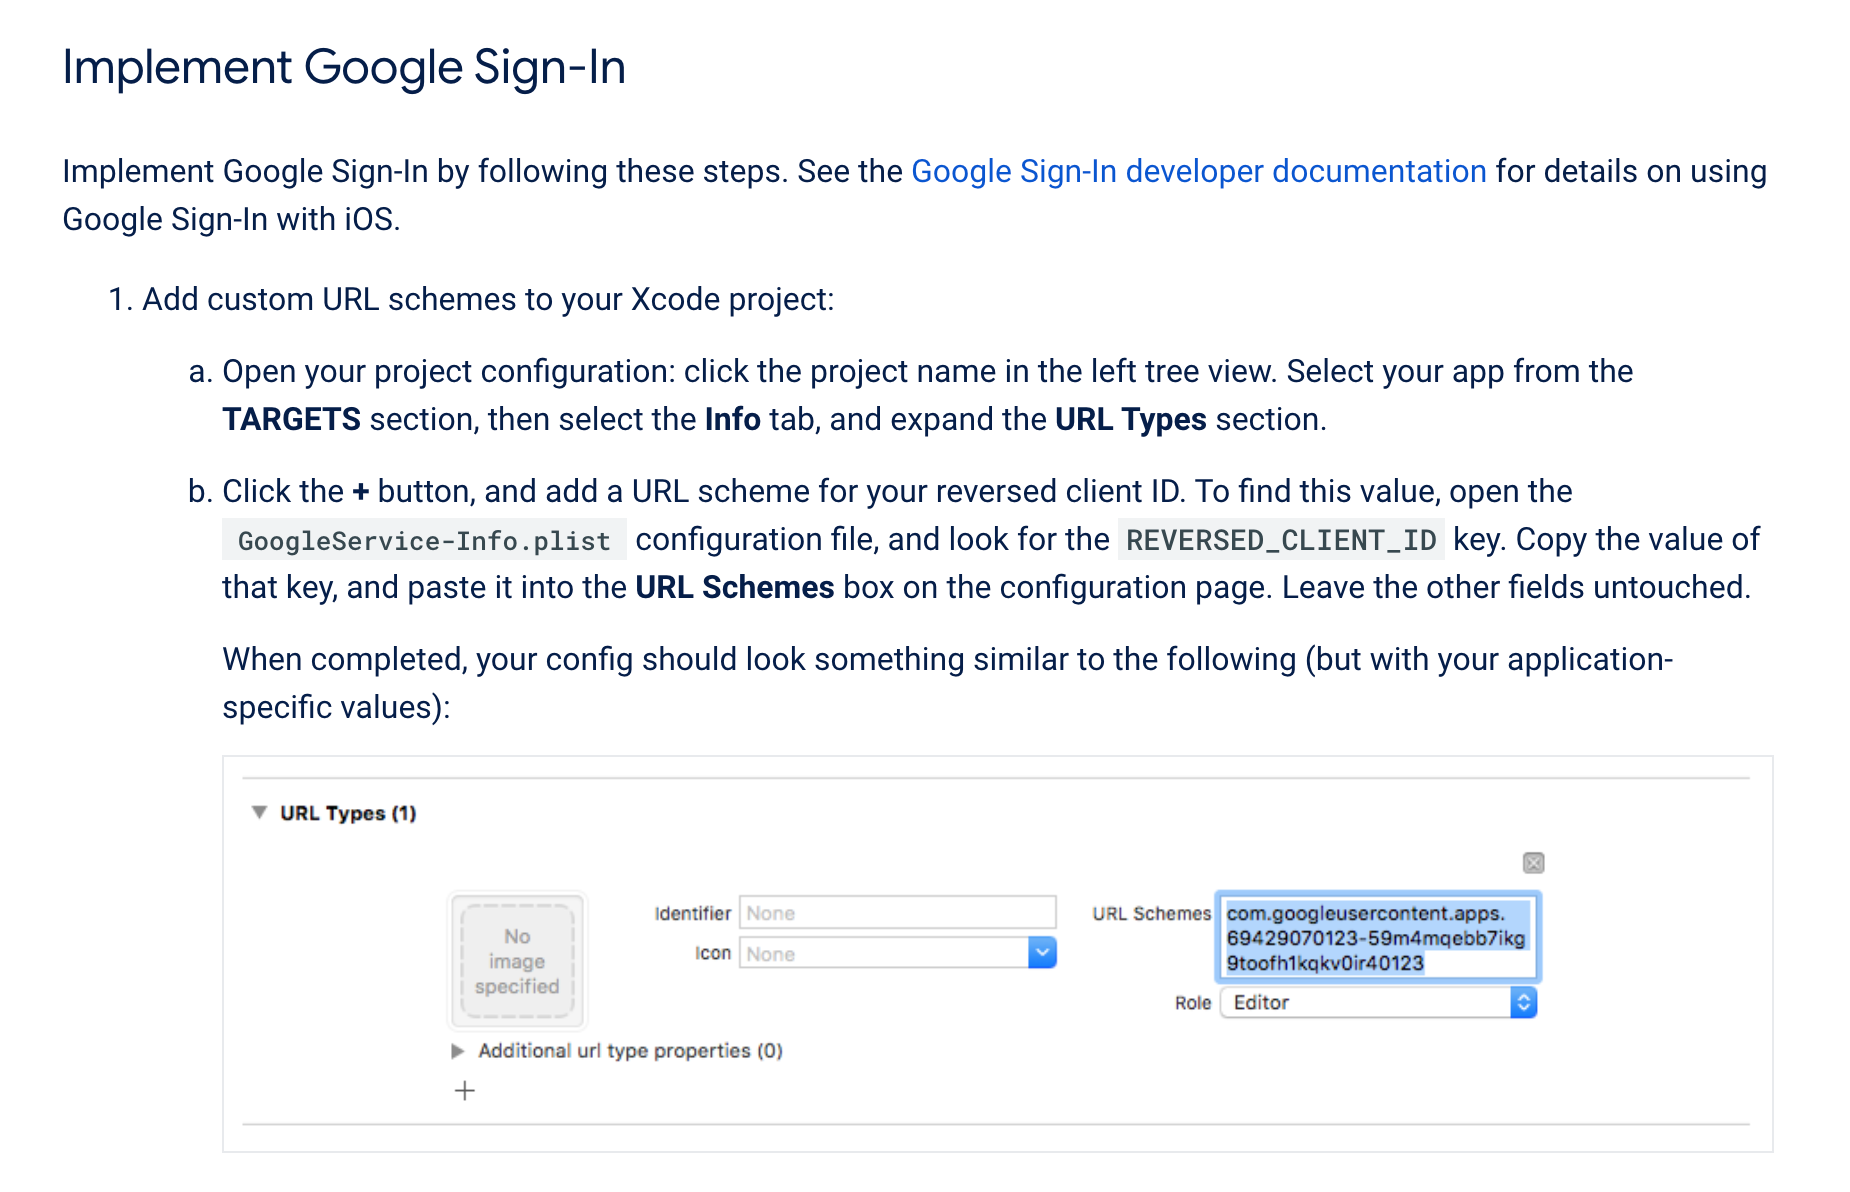 Implement Google Sign-In
Implement Google Sign-In by following these steps. See the Google Sign-In developer documentation for details on using
Google Sign-In with iOS.
1. Add custom URL schemes to your Xcode project:
a. Open your project configuration: click the project name in the left tree view. Select your app from the
TARGETS section, then select the Info tab, and expand the URL Types section.
b. Click the + button, and add a URL scheme for your reversed client ID. To find this value, open the
GoogleService-Info.plist configuration file, and look for the REVERSED_CLIENT_ID key. Copy the value of
that key, and paste it into the URL Schemes box on the configuration page. Leave the other fields untouched.
When completed, your config should look something similar to the following (but with your application-
specific values):
URL Types (1)
No
image
specified
Identifier None
Icon None
URL Schemes com.googleusercontent.apps.
69429070123-59m4mqebb7ikg
9toofh1kqkv0ir40123
Role Editor
Additional url type properties (0)
+